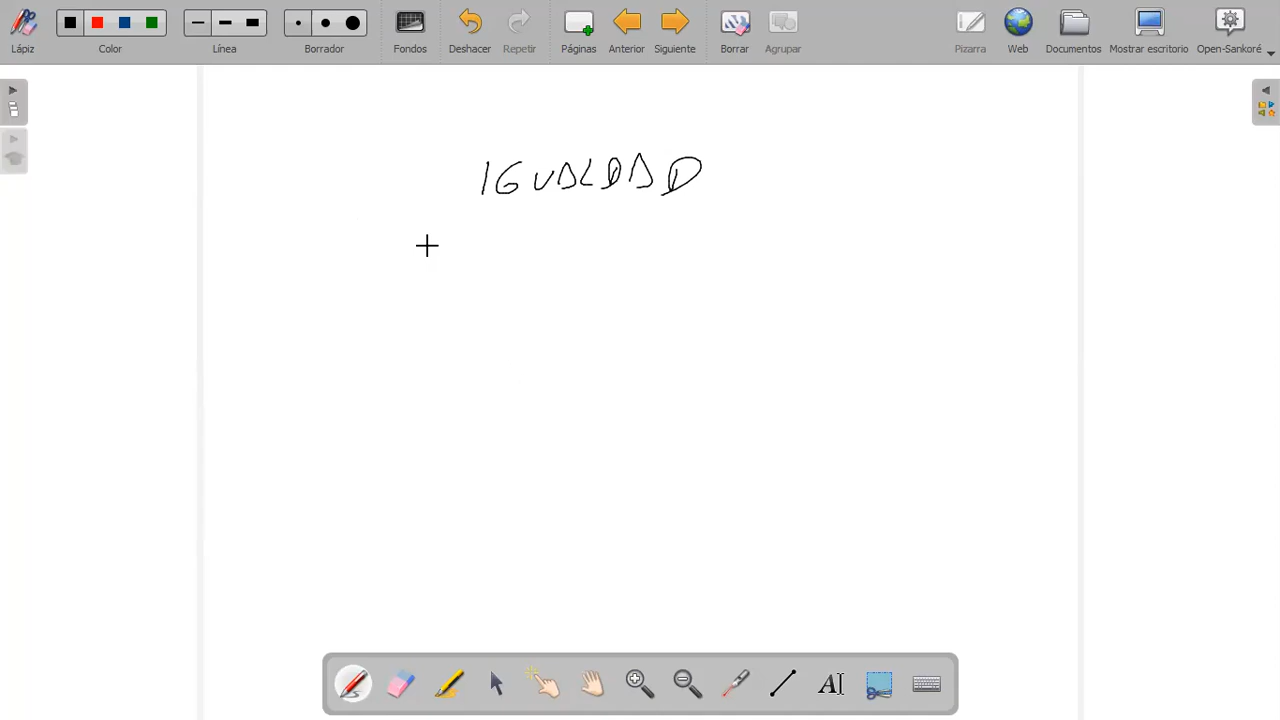 Lápiz Color Línea Borrador Fondos Deshacer Repetir Páginas Anterior Siguiente Borrar Agrupar Pizarra Web Documentos Mostrar escritorio Open-Sankoré
IGUALDAD
AI